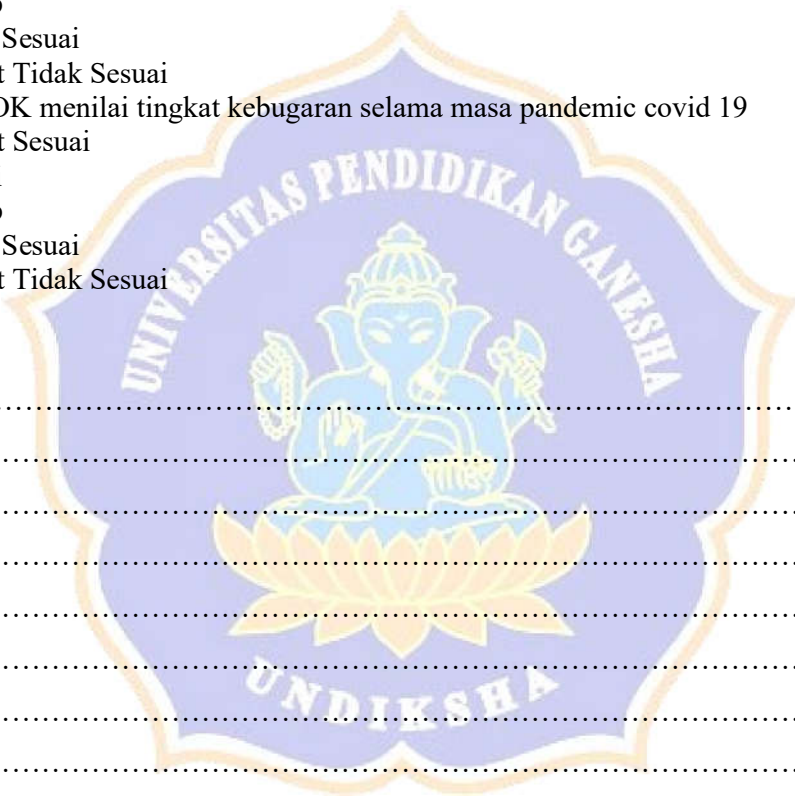 Sesuai
t Tidak Sesuai
OK menilai tingkat kebugaran selama masa pandemic covid 19
t Sesuai
Sesuai
t Tidak Sesuai
UNIVERSITAS PENDIDIKAN GANESHA
……………………………………………………………………………
……………………………………………………………………………
……………………………………………………………………………
……………………………………………………………………………
……………………………………………………………………………
……………………………………………………………………………
UNDIKSHA
……………………………………………………………………………
……………………………………………………………………………